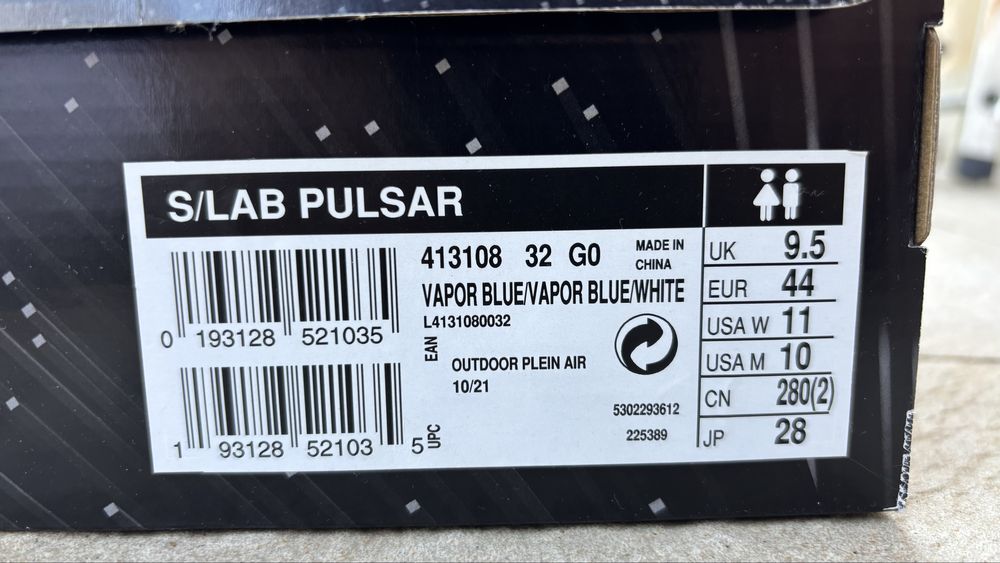 S/LAB PULSAR
413108 32 G0
MADE IN
CHINA
VAPOR BLUE/VAPOR BLUE/WHITE
L4131080032
EAN
0 193128 521035
OUTDOOR PLEIN AIR
10/21
1 93128 52103 5
UPC
5302293612
225389
UK 9.5
EUR 44
USA W 11
USA M 10
CN 280(2)
JP 28